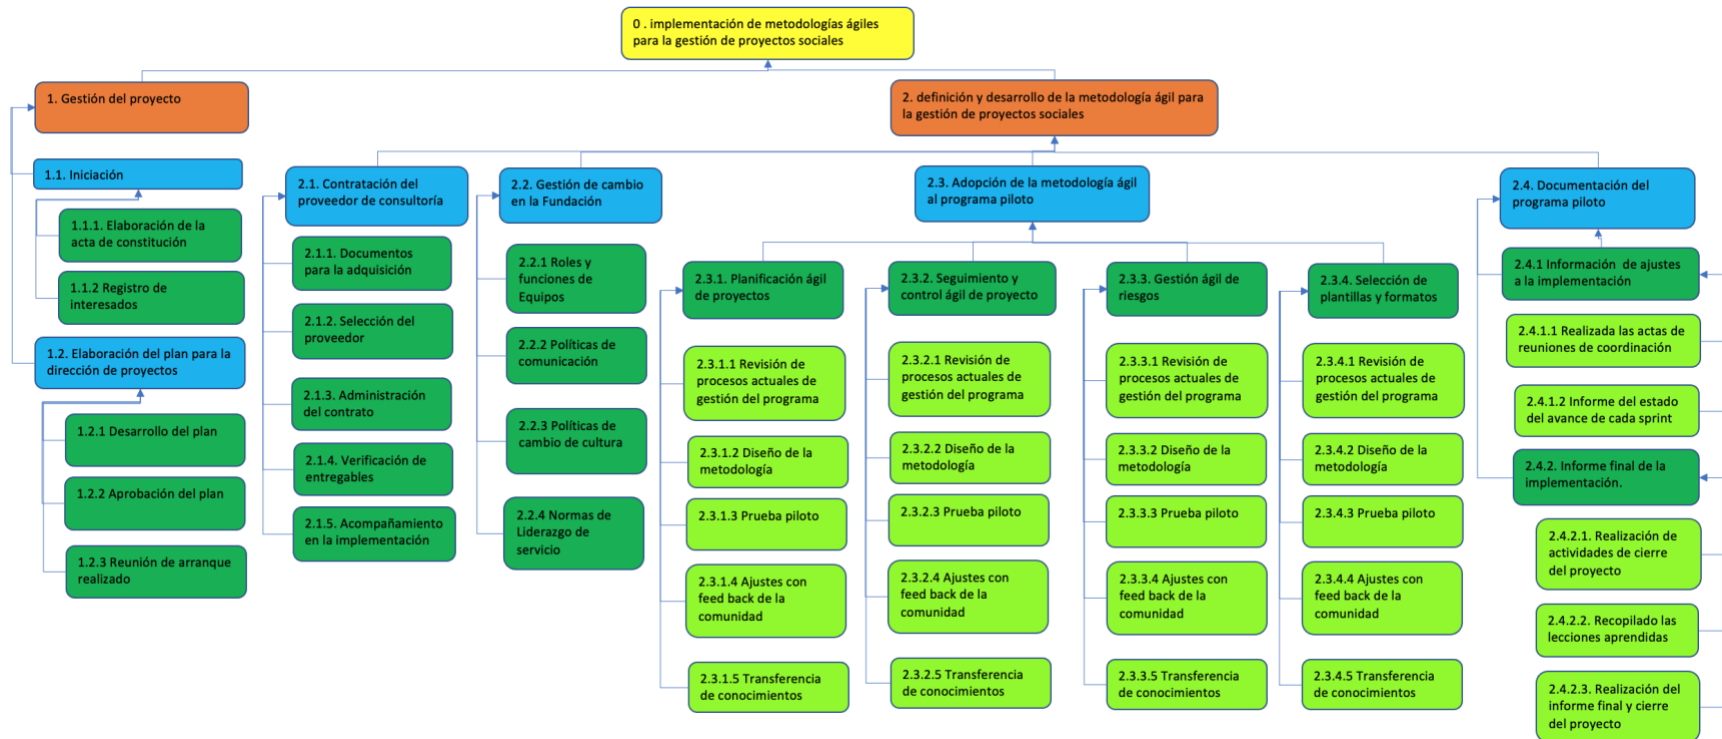 0 . implementación de metodologías ágiles
para la gestión de proyectos sociales
1. Gestión del proyecto
2. definición y desarrollo de la metodología ágil para
la gestión de proyectos sociales
1.1. Iniciación
1.1.1. Elaboración de la
acta de constitución
1.1.2 Registro de
interesados
1.2. Elaboración del plan para la
dirección de proyectos
1.2.1 Desarrollo del plan
1.2.2 Aprobación del plan
1.2.3 Reunión de arranque
realizado
2.1. Contratación del
proveedor de consultoría
2.1.1. Documentos
para la adquisición
2.1.2. Selección del
proveedor
2.1.3. Administración
del contrato
2.1.4. Verificación de
entregables
2.1.5. Acompañamiento
en la implementación
2.2. Gestión de cambio
en la Fundación
2.2.1 Roles y
funciones de
Equipos
2.2.2 Políticas de
comunicación
2.2.3 Políticas de
cambio de cultura
2.2.4 Normas de
Liderazgo de
servicio
2.3. Adopción de la metodología ágil
al programa piloto
2.3.1. Planificación ágil
de proyectos
2.3.1.1 Revisión de
procesos actuales de
gestión del programa
2.3.1.2 Diseño de la
metodología
2.3.1.3 Prueba piloto
2.3.1.4 Ajustes con
feed back de la
comunidad
2.3.1.5 Transferencia
de conocimientos
2.3.2. Seguimiento y
control ágil de proyecto
2.3.2.1 Revisión de
procesos actuales de
gestión del programa
2.3.2.2 Diseño de la
metodología
2.3.2.3 Prueba piloto
2.3.2.4 Ajustes con
feed back de la
comunidad
2.3.2.5 Transferencia
de conocimientos
2.3.3. Gestión ágil de
riesgos
2.3.3.1 Revisión de
procesos actuales de
gestión del programa
2.3.3.2 Diseño de la
metodología
2.3.3.3 Prueba piloto
2.3.3.4 Ajustes con
feed back de la
comunidad
2.3.3.5 Transferencia
de conocimientos
2.3.4. Selección de
plantillas y formatos
2.3.4.1 Revisión de
procesos actuales de
gestión del programa
2.3.4.2 Diseño de la
metodología
2.3.4.3 Prueba piloto
2.3.4.4 Ajustes con
feed back de la
comunidad
2.3.4.5 Transferencia
de conocimientos
2.4. Documentación del
programa piloto
2.4.1 Información de ajustes
a la implementación
2.4.1.1 Realizada las actas de
reuniones de coordinación
2.4.1.2 Informe del estado
del avance de cada sprint
2.4.2. Informe final de la
implementación.
2.4.2.1. Realización de
actividades de cierre
del proyecto
2.4.2.2. Recopilado las
lecciones aprendidas
2.4.2.3. Realización del
informe final y cierre
del proyecto